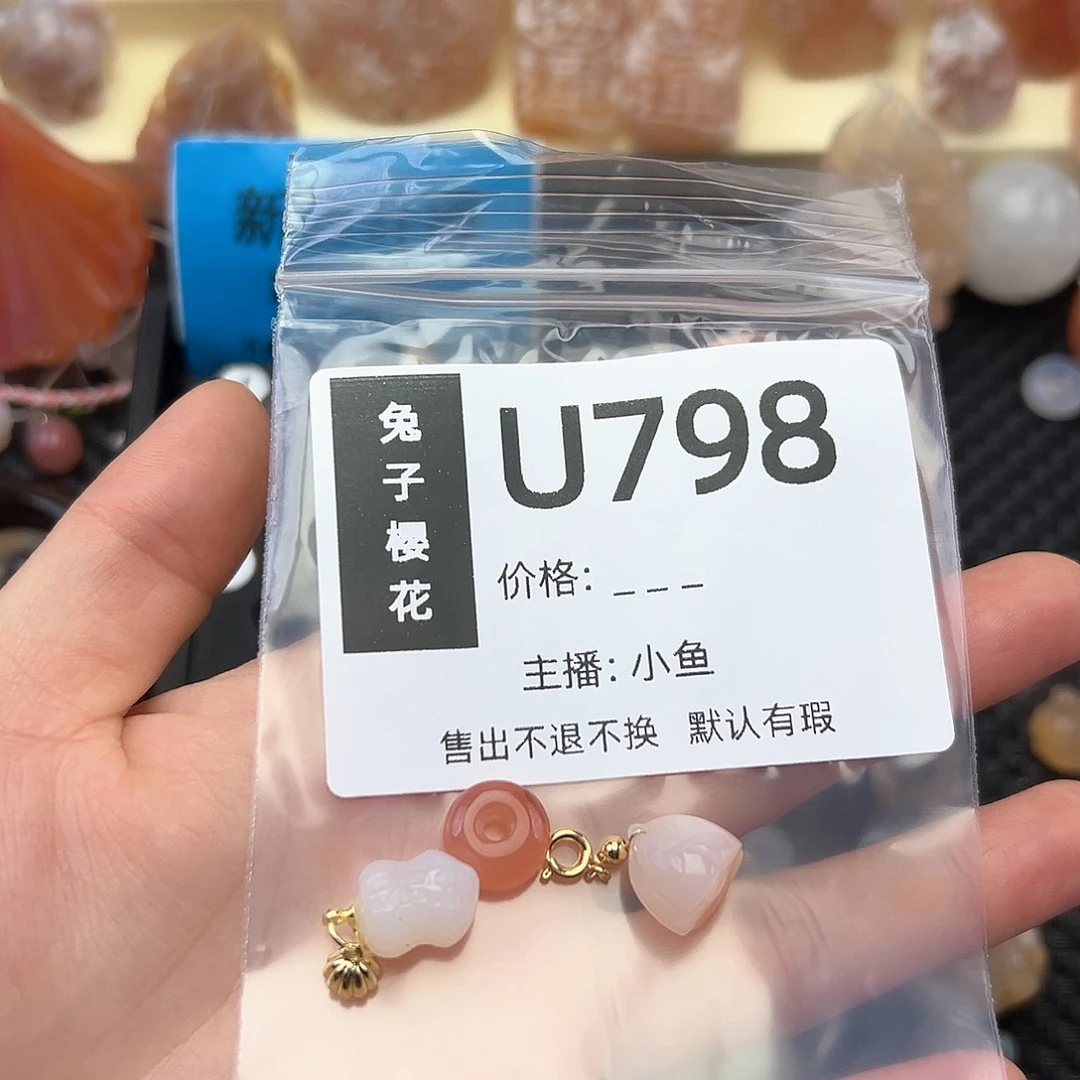 新
兔子樱花
U798
价格: _ _ _
主播: 小鱼
售出不退不换 默认有瑕